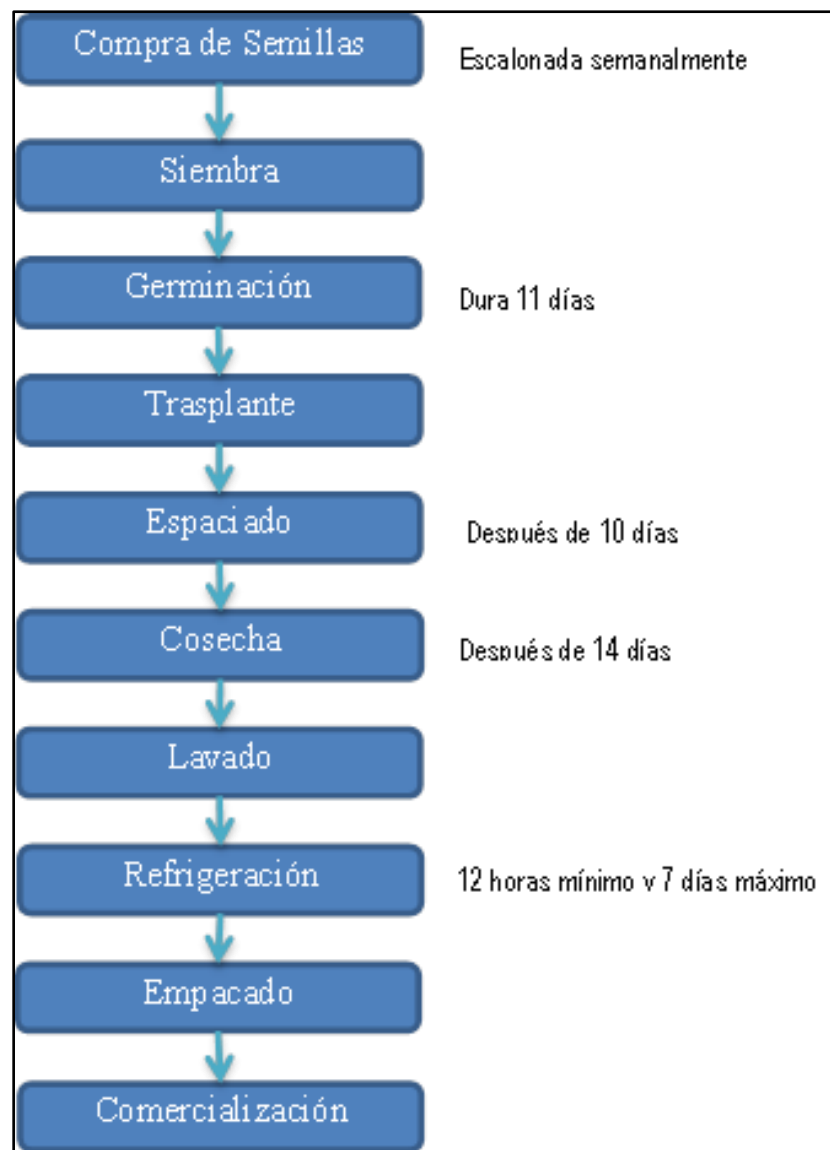 Compra de Semillas
Escalonada semanalmente
Siembra
Germinación
Dura 11 días
Trasplante
Espaciado
Después de 10 días
Cosecha
Después de 14 días
Lavado
Refrigeración
12 horas mínimo v 7 días máximo
Empacado
Comercialización